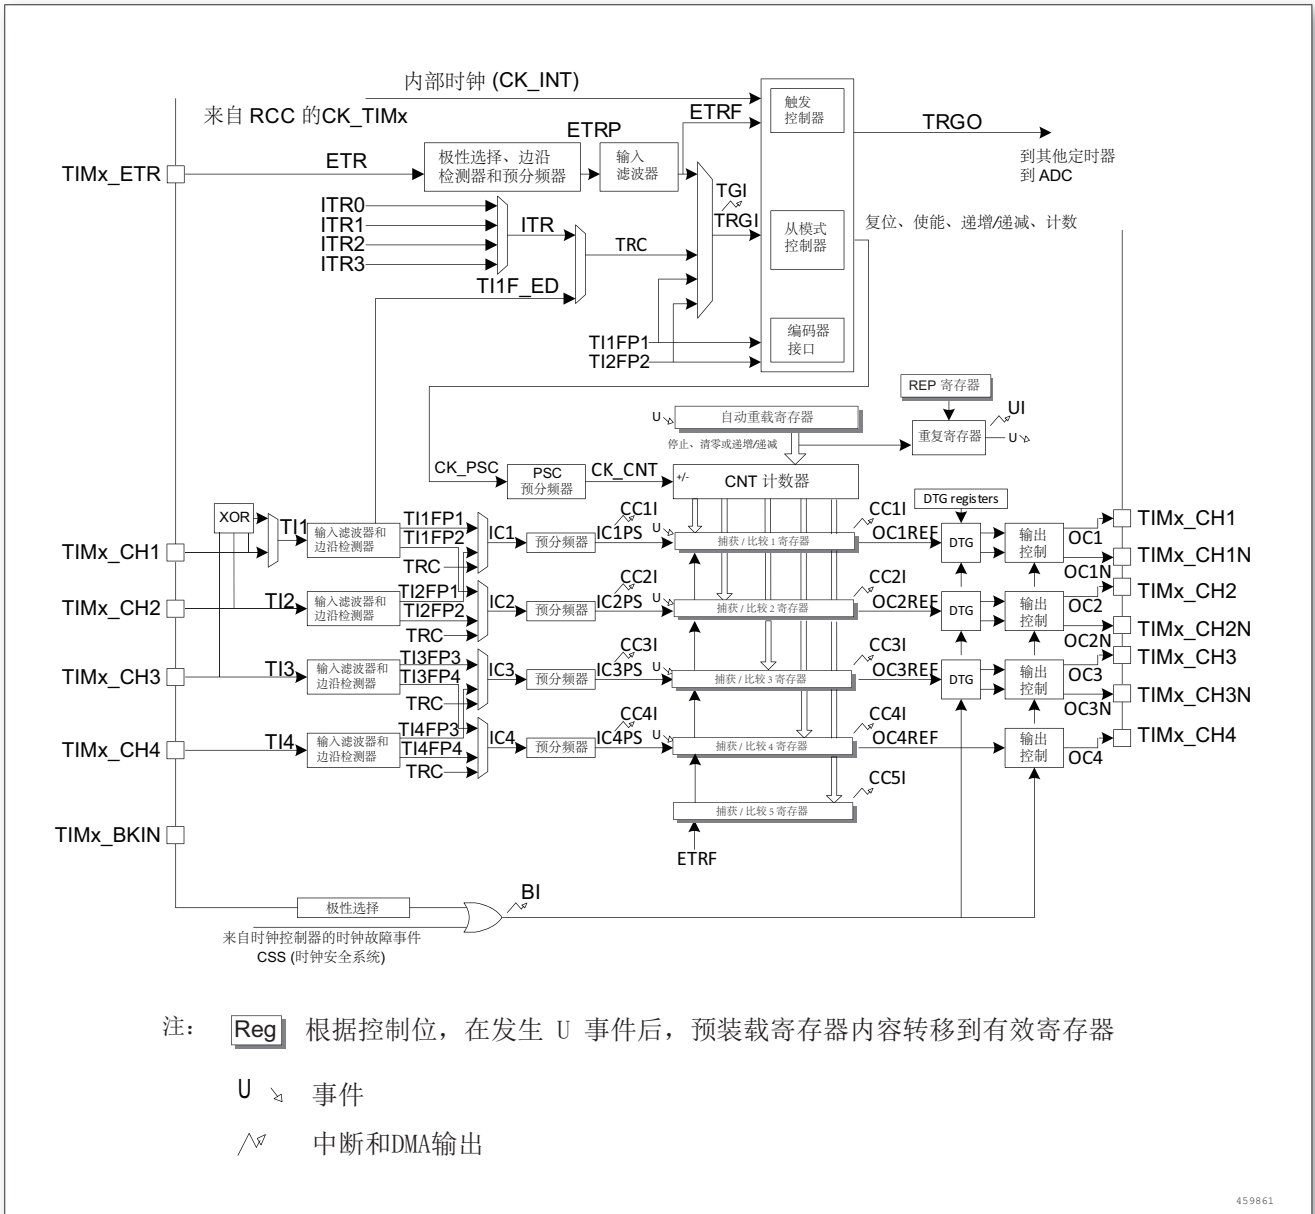 内部时钟 (CK_INT)
来自 RCC 的CK_TIMx
触发
控制器
ETRF
TRGO
ETRP
TIMx_ETR
ETR
极性选择、边沿
检测器和预分频器
输入
滤波器
到其他定时器
到 ADC
ITR0
ITR1
ITR2
ITR3
ITR
TRC
TGI
TRGI
从模式
控制器
复位、使能、递增/递减、计数
TI1F_ED
TI1FP1
TI2FP2
编码器
接口
REP 寄存器
U
自动重载寄存器
UI
重复寄存器
U
停止、清零或递增/递减
CK_PSC
PSC
预分频器
CK_CNT
+/-
CNT 计数器
DTG registers
XOR
TI1
TIMx_CH1
输入滤波器和
边沿检测器
TI1FP1
TI1FP2
TRC
IC1
预分频器
CC1I
IC1PS
U
捕获 / 比较 1 寄存器
CC1I
OC1REF
DTG
输出
控制
OC1
OC1N
TIMx_CH1
TIMx_CH1N
TIMx_CH2
TI2
输入滤波器和
边沿检测器
TI2FP1
TI2FP2
TRC
IC2
预分频器
CC2I
IC2PS
U
捕获 / 比较 2 寄存器
CC2I
OC2REF
DTG
输出
控制
OC2
OC2N
TIMx_CH2
TIMx_CH2N
TIMx_CH3
TI3
输入滤波器和
边沿检测器
TI3FP3
TI3FP4
TRC
IC3
预分频器
CC3I
IC3PS
U
捕获 / 比较 3 寄存器
CC3I
OC3REF
DTG
输出
控制
OC3
OC3N
TIMx_CH3
TIMx_CH3N
TIMx_CH4
TI4
输入滤波器和
边沿检测器
TI4FP3
TI4FP4
TRC
IC4
预分频器
CC4I
IC4PS
U
捕获 / 比较 4 寄存器
CC4I
OC4REF
输出
控制
OC4
TIMx_CH4
CC5I
捕获 / 比较 5 寄存器
ETRF
TIMx_BKIN
极性选择
BI
来自时钟控制器的时钟故障事件
CSS (时钟安全系统)
注： Reg 根据控制位，在发生 U 事件后，预装载寄存器内容转移到有效寄存器
U 事件
中断和DMA输出
459861